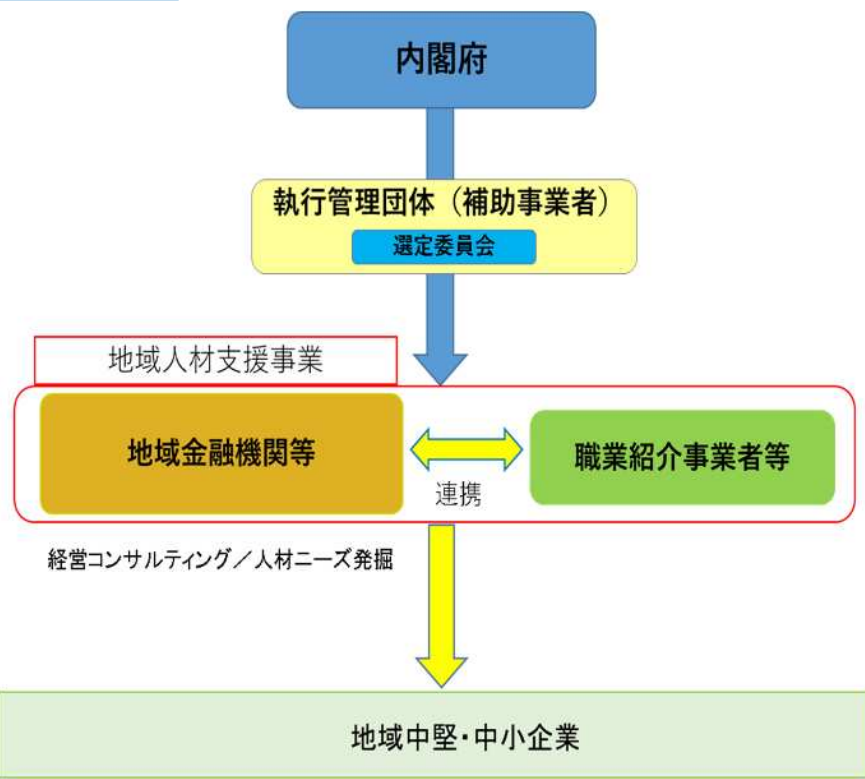 内閣府
執行管理団体（補助事業者）
選定委員会
地域人材支援事業
地域金融機関等
職業紹介事業者等
連携
経営コンサルティング／人材ニーズ発掘
地域中堅・中小企業